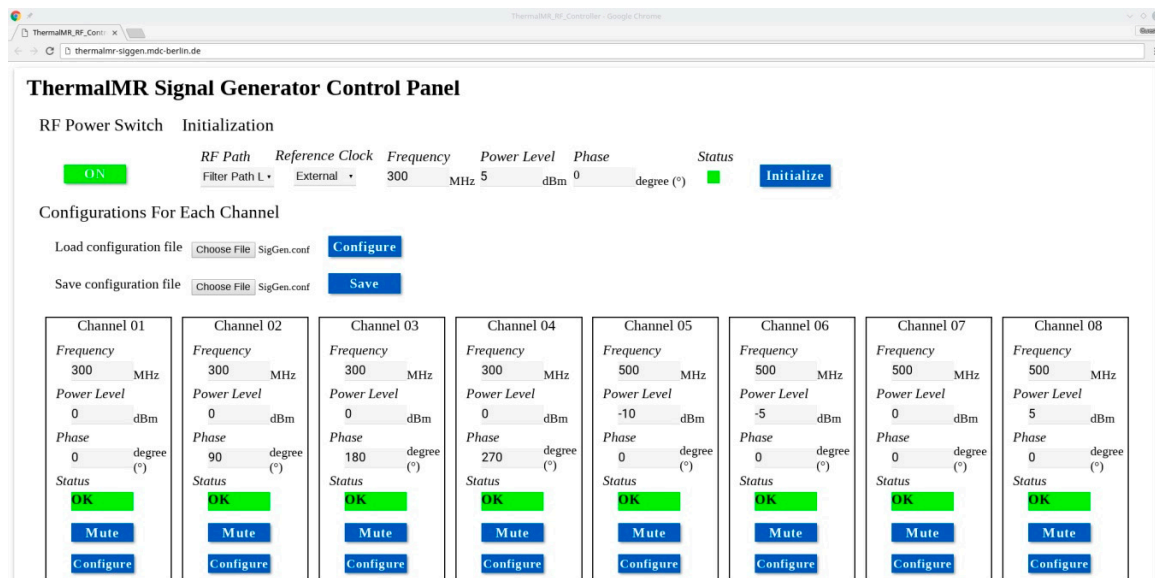 ThermalMR_RF_Controller - Google Chrome
ThermalMR_RF_Contr
thermalmr-siggen.mdc-berlin.de
ThermalMR Signal Generator Control Panel
RF Power Switch Initialization
RF Path Reference Clock Frequency Power Level Phase Status
ON Filter Path L External 300 MHz 5 dBm 0 degree (°) Initialize
Configurations For Each Channel
Load configuration file Choose File SigGen.conf Configure
Save configuration file Choose File SigGen.conf Save
Channel 01 Channel 02 Channel 03 Channel 04 Channel 05 Channel 06 Channel 07 Channel 08
Frequency Frequency Frequency Frequency Frequency Frequency Frequency Frequency
300 MHz 300 MHz 300 MHz 300 MHz 500 MHz 500 MHz 500 MHz 500 MHz
Power Level Power Level Power Level Power Level Power Level Power Level Power Level Power Level
0 dBm 0 dBm 0 dBm 0 dBm -10 dBm -5 dBm 0 dBm 5 dBm
Phase Phase Phase Phase Phase Phase Phase Phase
0 degree (°) 90 degree (°) 180 degree (°) 270 degree (°) 0 degree (°) 0 degree (°) 0 degree (°) 0 degree (°)
Status Status Status Status Status Status Status Status
OK OK OK OK OK OK OK OK
Mute Mute Mute Mute Mute Mute Mute Mute
Configure Configure Configure Configure Configure Configure Configure Configure